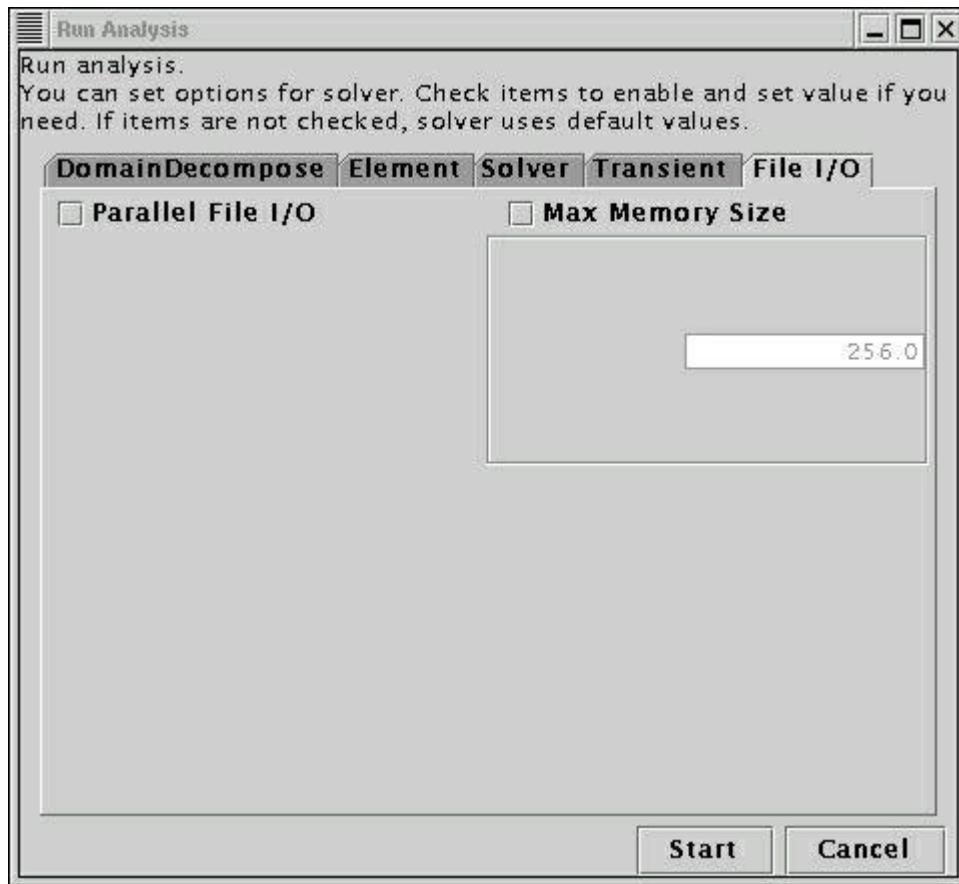 Run Analysis
Run analysis.
You can set options for solver. Check items to enable and set value if you
need. If items are not checked, solver uses default values.
DomainDecompose Element Solver Transient File I/O
Parallel File I/O Max Memory Size
256.0
Start Cancel